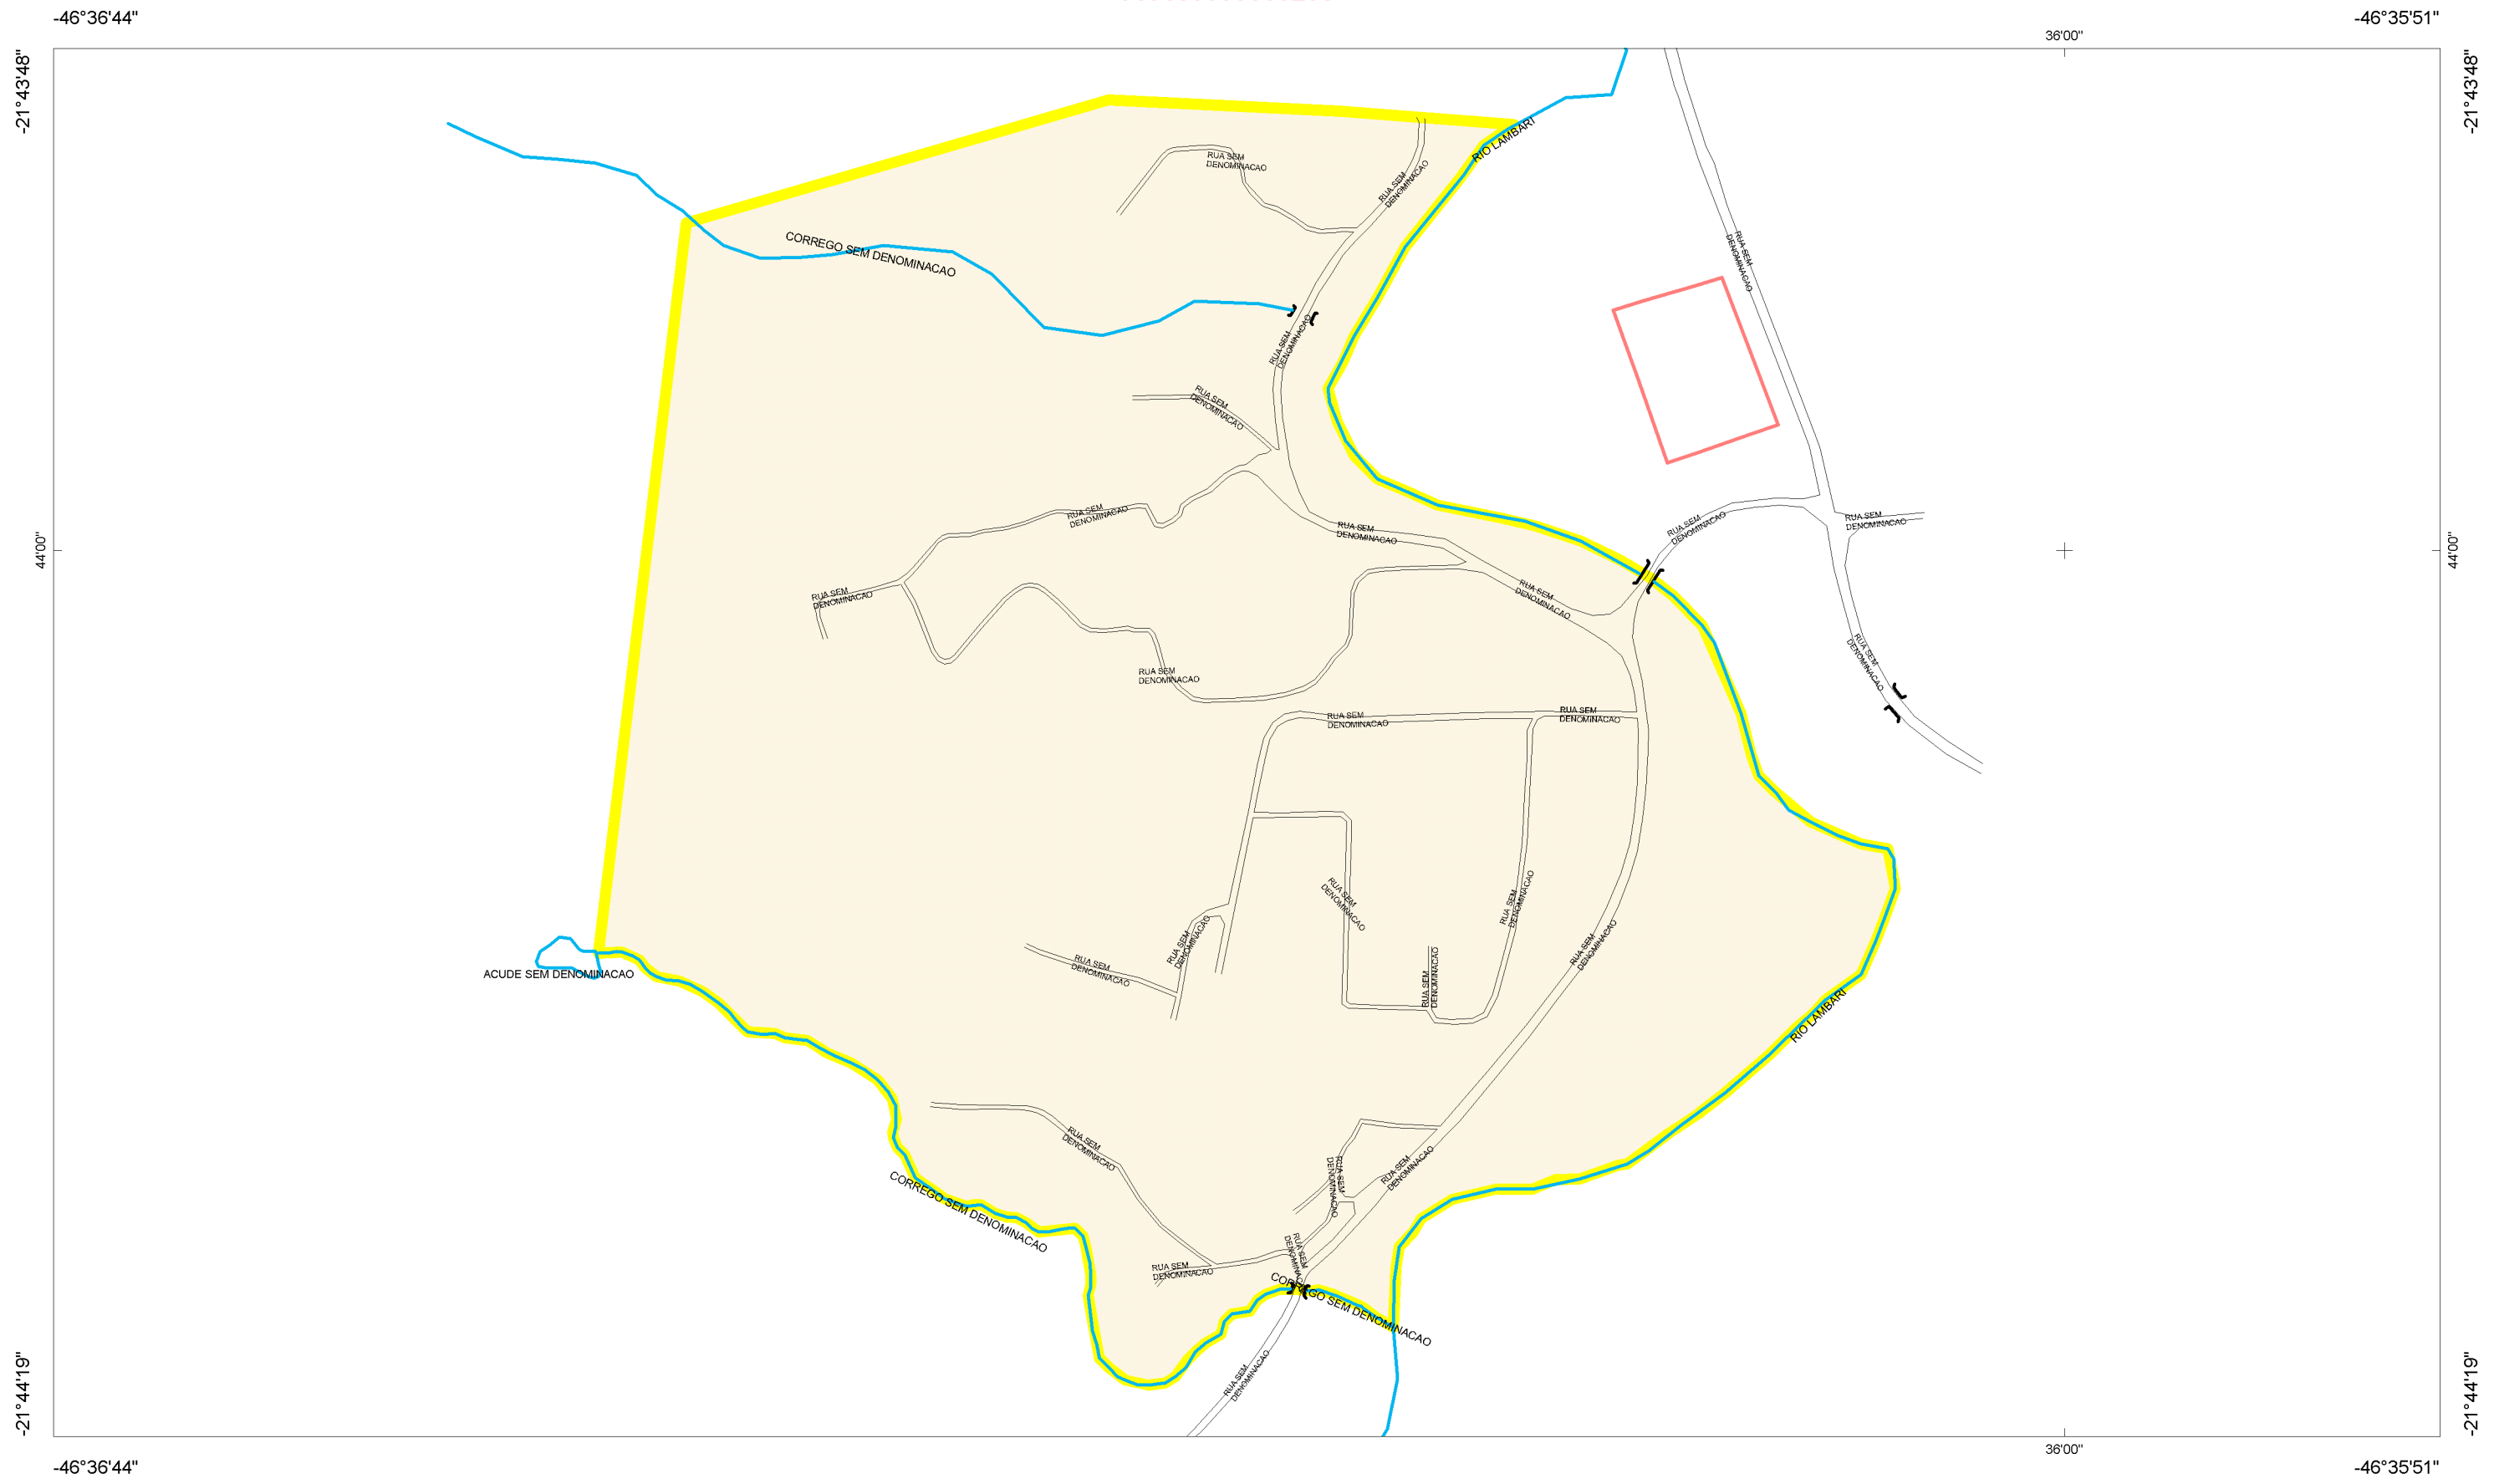 -46°36'44"
-46°35'51"
36'00"
-21°43'48"
-21°43'48"
RIO LAMBARI
RUA SEM
DENOMINACAO
RUA SEM
DENOMINACAO
CORREGO SEM DENOMINACAO
RUA SEM
DENOMINACAO
RUA SEM
DENOMINACAO
RUA SEM
DENOMINACAO
RUA SEM
DENOMINACAO
RUA SEM
DENOMINACAO
RUA SEM
DENOMINACAO
RUA SEM
DENOMINACAO
44'00"
44'00"
RUA SEM
DENOMINACAO
RUA SEM
DENOMINACAO
RUA SEM
DENOMINACAO
RUA SEM
DENOMINACAO
RUA SEM
DENOMINACAO
RUA SEM
DENOMINACAO
RUA SEM
DENOMINACAO
RUA SEM
DENOMINACAO
RUA SEM
DENOMINACAO
RUA SEM
DENOMINACAO
RUA SEM
DENOMINACAO
RUA SEM
DENOMINACAO
RUA SEM
DENOMINACAO
ACUDE SEM DENOMINACAO
RIO LAMBARI
RUA SEM
DENOMINACAO
RUA SEM
DENOMINACAO
RUA SEM
DENOMINACAO
CORREGO SEM DENOMINACAO
RUA SEM
DENOMINACAO
RUA SEM
DENOMINACAO
CORREGO SEM DENOMINACAO
RUA SEM
DENOMINACAO
-21°44'19"
-21°44'19"
36'00"
-46°36'44"
-46°35'51"